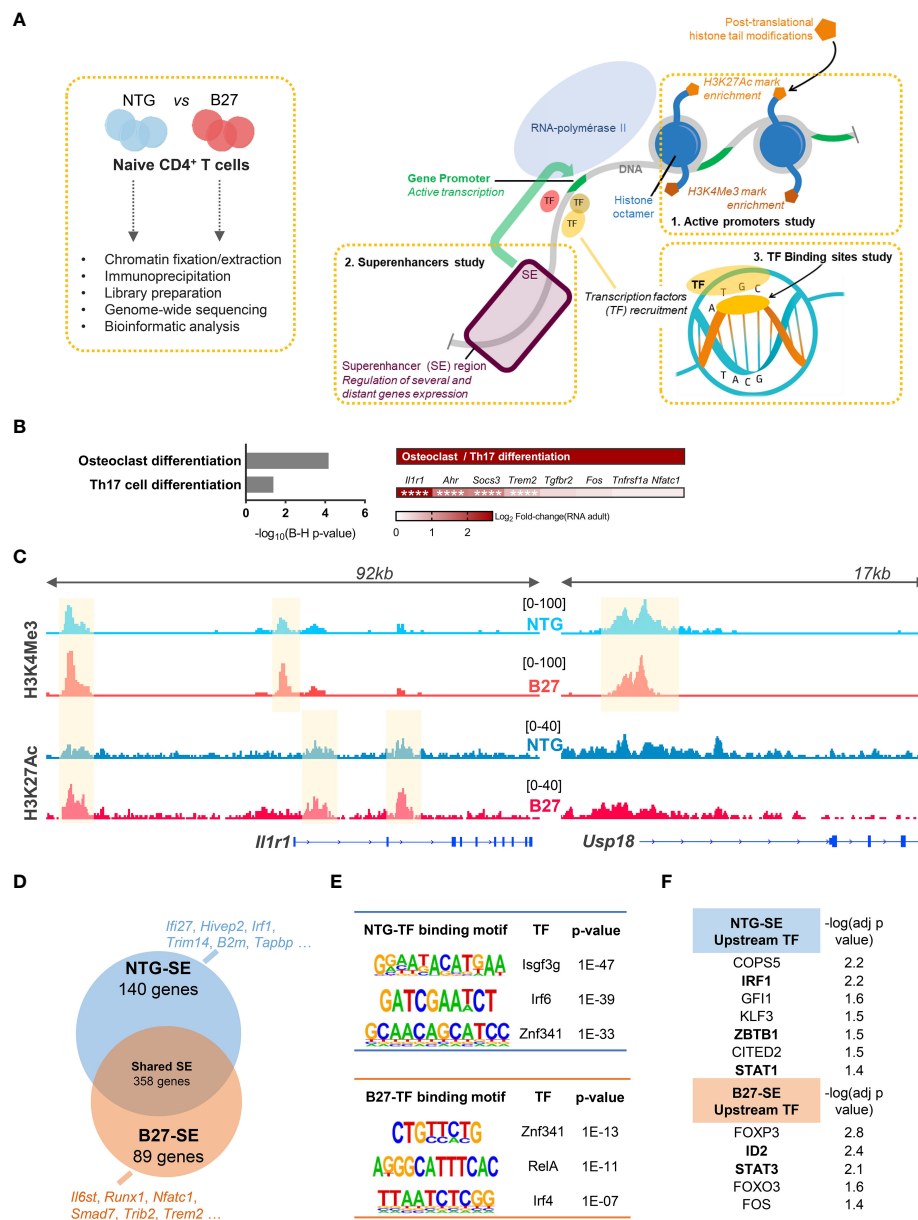 A
NTG vs B27
Naive CD4+ T cells
• Chromatin fixation/extraction
• Immunoprecipitation
• Library preparation
• Genome-wide sequencing
• Bioinformatic analysis
Post-translational
histone tail modifications
H3K27Ac mark
enrichment
RNA-polymérase II
DNA
Gene Promoter
Active transcription
TF
TF
TF
Histone
octamer
H3K4Me3 mark
enrichment
1. Active promoters study
2. Superenhancers study
SE
Transcription factors
(TF) recruitment
Superenhancer (SE) region
Regulation of several and
distant genes expression
3. TF Binding sites study
TF
A T G C
T A C G
B
Osteoclast differentiation
Th17 cell differentiation
0 2 4 6
-log10(B-H p-value)
Osteoclast / Th17 differentiation
Il1r1 Ahr Socs3 Trem2 Tgfbr2 Fos Tnfrsf1a Nfatc1
**** **** **** ****
Log2 Fold-change(RNA adult)
0 1 2
C
92kb 17kb
H3K4Me3
[0-100]
NTG
[0-100]
B27
H3K27Ac
[0-40]
NTG
[0-40]
B27
Il1r1 Usp18
D
Ifi27, Hivep2, Irf1,
Trim14, B2m, Tapbp ...
NTG-SE
140 genes
Shared SE
358 genes
B27-SE
89 genes
Il6st, Runx1, Nfatc1,
Smad7, Trib2, Trem2 ...
E
NTG-TF binding motif TF p-value
GGAATACATGAA Isgf3g 1E-47
GATCGAATCT Irf6 1E-39
GCAACAGCATCC Znf341 1E-33
B27-TF binding motif TF p-value
CTGTTCTG Znf341 1E-13
AGGGCATTTCAC RelA 1E-11
TTAATCTCGG Irf4 1E-07
F
NTG-SE
Upstream TF
-log(adj p
value)
COPS5 2.2
IRF1 2.2
GFI1 1.6
KLF3 1.5
ZBTB1 1.5
CITED2 1.5
STAT1 1.4
B27-SE
Upstream TF
-log(adj p
value)
FOXP3 2.8
ID2 2.4
STAT3 2.1
FOXO3 1.6
FOS 1.4